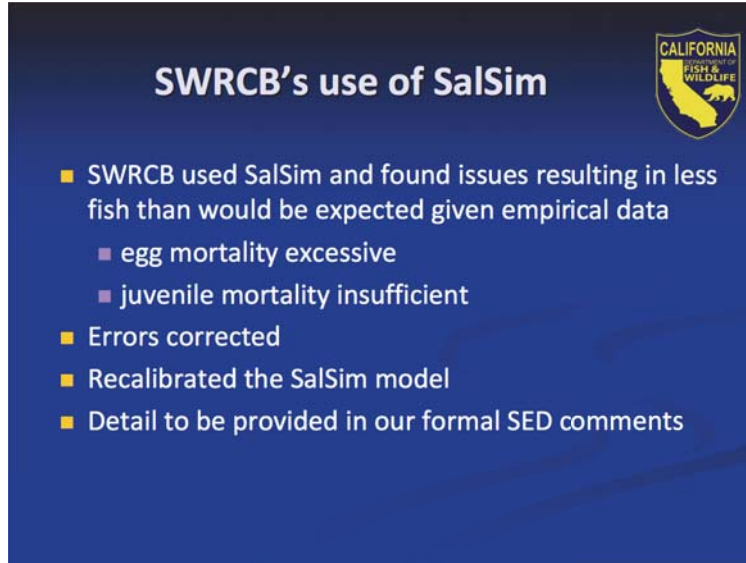 SWRCB's use of SalSim
CALIFORNIA
DEPARTMENT OF
FISH &
WILDLIFE
SWRCB used SalSim and found issues resulting in less
fish than would be expected given empirical data
egg mortality excessive
juvenile mortality insufficient
Errors corrected
Recalibrated the SalSim model
Detail to be provided in our formal SED comments